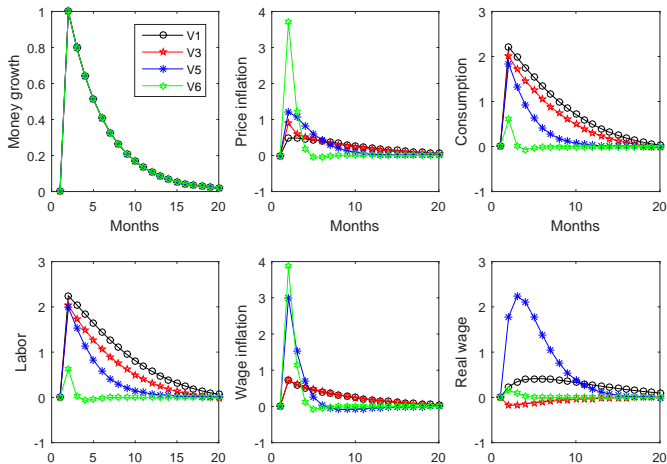 Money growth
1
0.8
0.6
0.4
0.2
0
0 5 10 15 20
Months
V1
V3
V5
V6
Price inflation
4
3
2
1
0
-1
0 10 20
Months
Consumption
3
2
1
0
-1
0 10 20
Months
Labor
3
2
1
0
-1
0 5 10 15 20
Wage inflation
4
3
2
1
0
-1
0 10 20
Real wage
3
2
1
0
-1
0 10 20